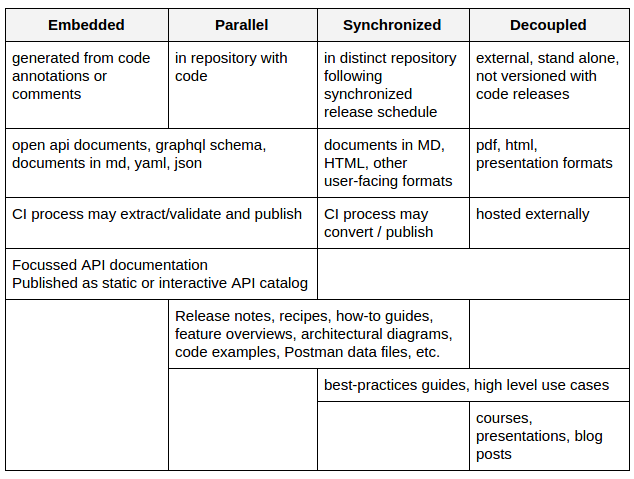 Embedded
Parallel
Synchronized
Decoupled
generated from code
annotations or
comments
in repository with
code
in distinct repository
following
synchronized
release schedule
external, stand alone,
not versioned with
code releases
open api documents, graphql schema,
documents in md, yaml, json
documents in MD,
HTML, other
user-facing formats
pdf, html,
presentation formats
CI process may extract/validate and publish
CI process may
convert / publish
hosted externally
Focussed API documentation
Published as static or interactive API catalog
Release notes, recipes, how-to guides,
feature overviews, architectural diagrams,
code examples, Postman data files, etc.
best-practices guides, high level use cases
courses,
presentations, blog
posts